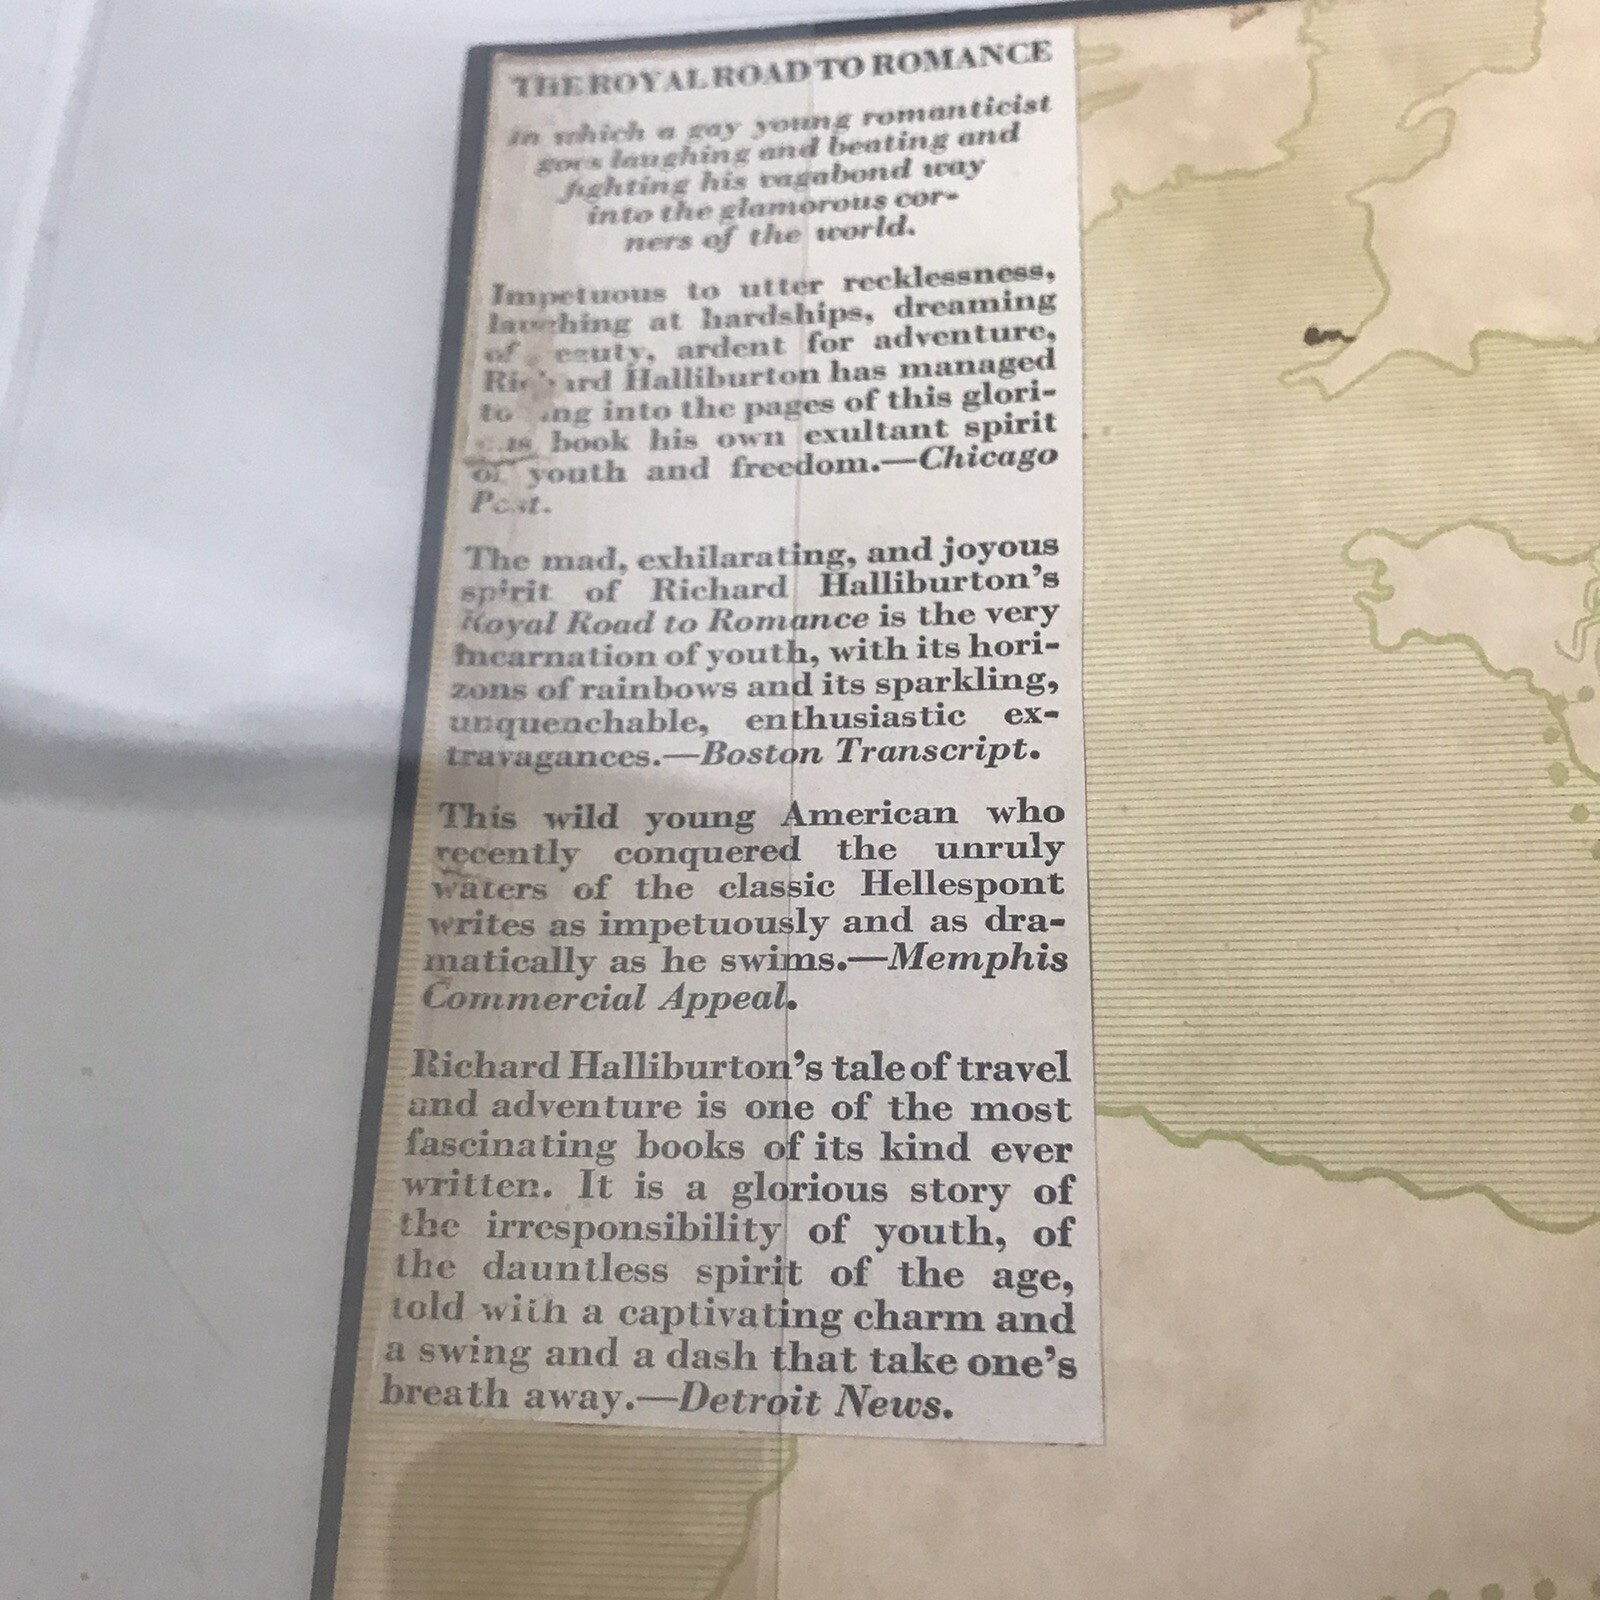 THE ROYAL ROAD TO ROMANCE
in which a gay young romanticist
goes laughing and beating and
fighting his vagabond way
into the glamorous cor-
ners of the world.
Impetuous to utter recklessness,
laughing at hardships, dreaming
of beauty, ardent for adventure,
Richard Halliburton has managed
to into the pages of this glori-
ous book his own exultant spirit
of youth and freedom.—Chicago
Post.
The mad, exhilarating, and joyous
spirit of Richard Halliburton's
Royal Road to Romance is the very
incarnation of youth, with its hori-
zons of rainbows and its sparkling,
unquenchable, enthusiastic ex-
travagances.—Boston Transcript.
This wild young American who
recently conquered the unruly
waters of the classic Hellespont
writes as impetuously and as dra-
matically as he swims.—Memphis
Commercial Appeal.
Richard Halliburton's tale of travel
and adventure is one of the most
fascinating books of its kind ever
written. It is a glorious story of
the irresponsibility of youth, of
the dauntless spirit of the age,
told with a captivating charm and
a swing and a dash that take one's
breath away.—Detroit News.